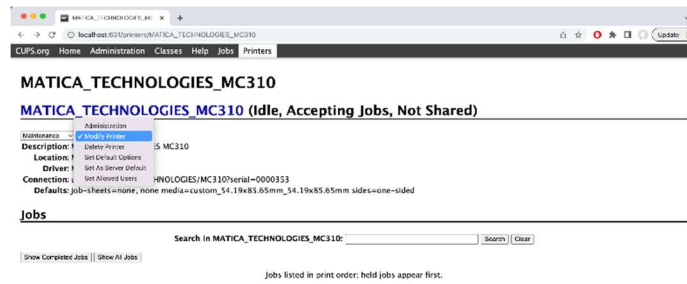 MATICA_TECHNOLOGIES_MC
localhost:631/printers/MATICA_TECHNOLOGIES_MC310
Update
CUPS.org Home Administration Classes Help Jobs Printers
MATICA_TECHNOLOGIES_MC310
MATICA_TECHNOLOGIES_MC310 (Idle, Accepting Jobs, Not Shared)
Administration
Maintenance ✓ Modify Printer
Description: ES MC310
Delete Printer
Location:
Set Default Options
Driver:
Set As Server Default
Connection: HNOLOGIES/MC310?serial=0000353
Set Allowed Users
Defaults: job-sheets=none, none media=custom_54.19x85.65mm_54.19x85.65mm sides=one-sided
Jobs
Search in MATICA_TECHNOLOGIES_MC310: Search Clear
Show Completed Jobs Show All Jobs
Jobs listed in print order; held jobs appear first.